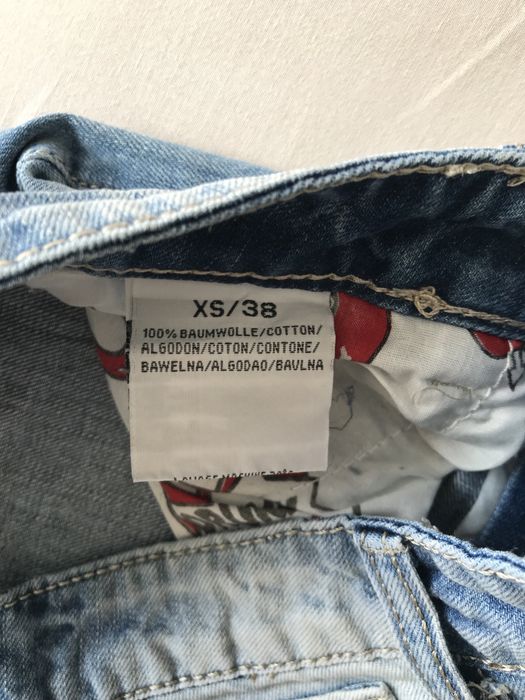 XS/38
100% BAUMWOLLE/COTTON/
ALGODON/COTON/CONTONE/
BAWELNA/ALGODAO/BAVLNA